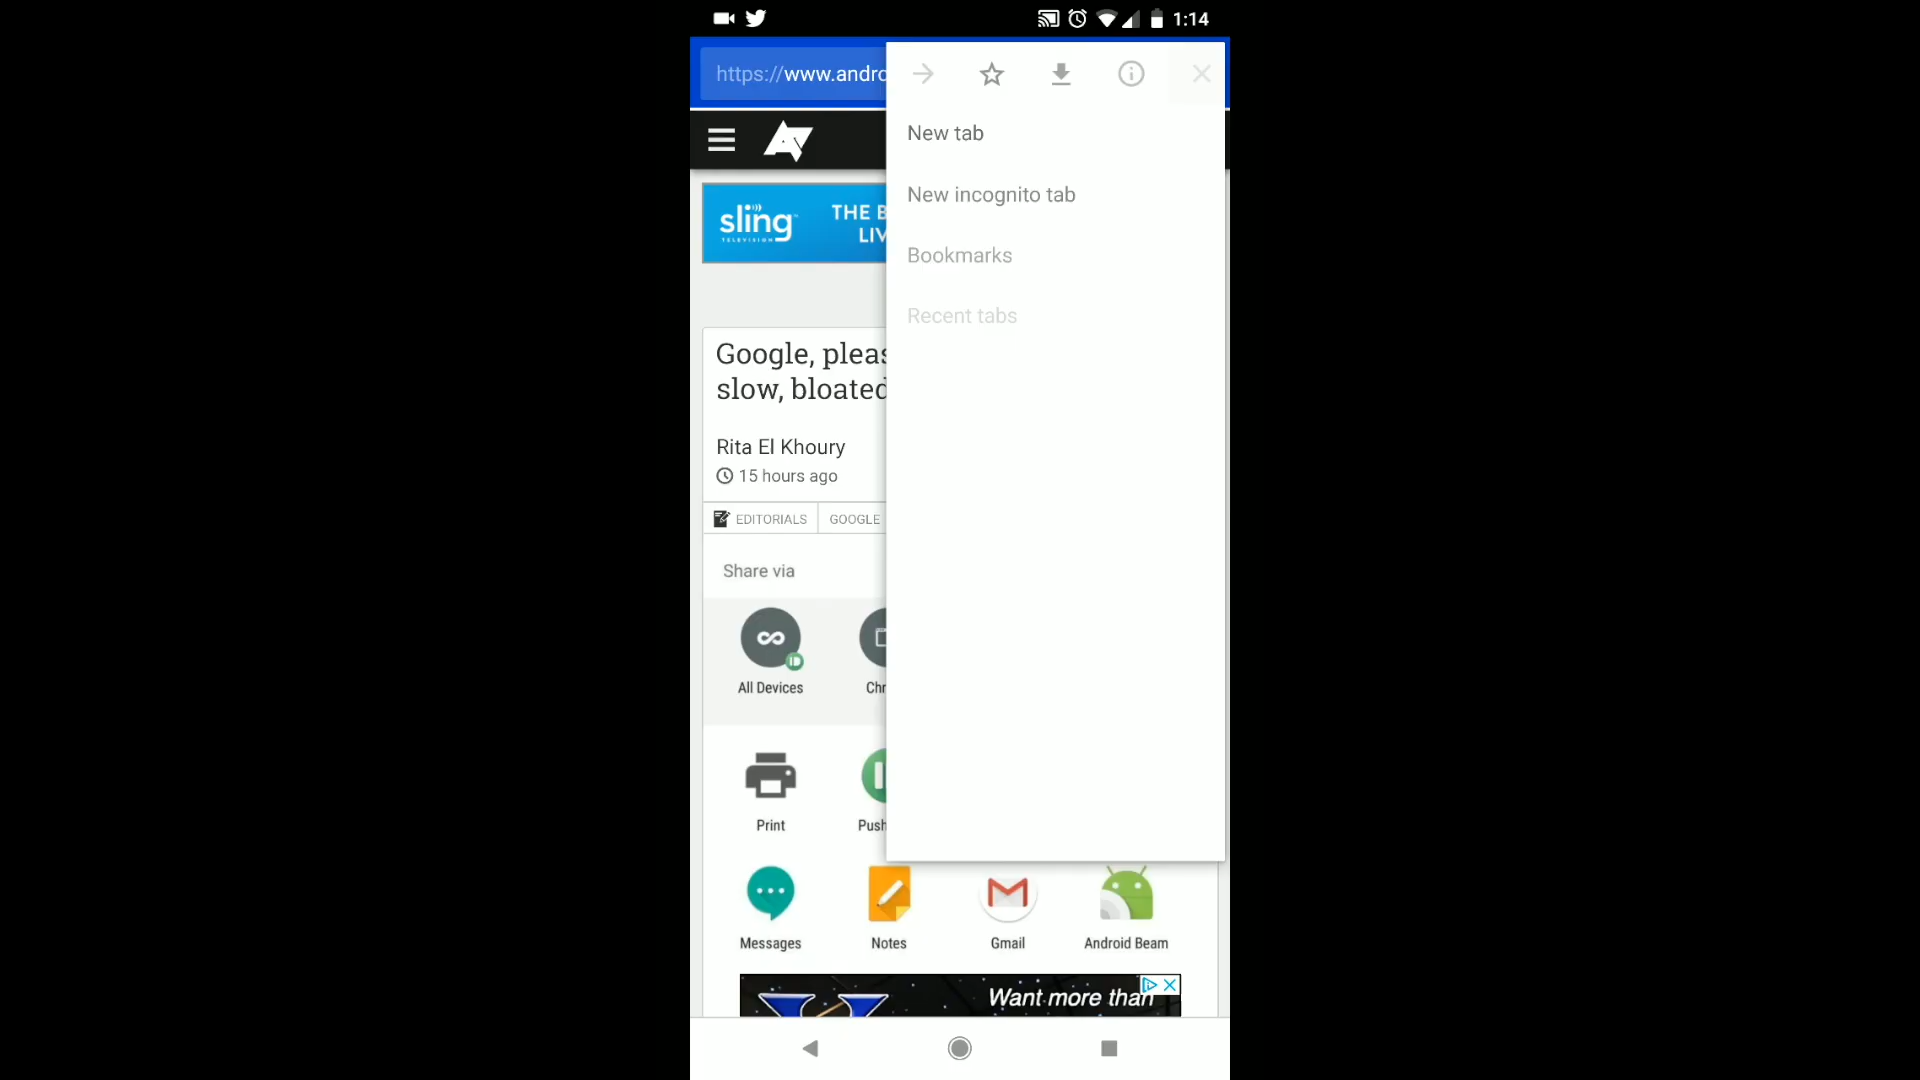 1:14
https://www.andro
New tab
New incognito tab
Bookmarks
Recent tabs
sling
TELEVISION
THE B
LIV
Google, pleas
slow, bloated
Rita El Khoury
15 hours ago
EDITORIALS GOOGLE
Share via
All Devices Chr
Print Push
Messages Notes Gmail Android Beam
Want more than